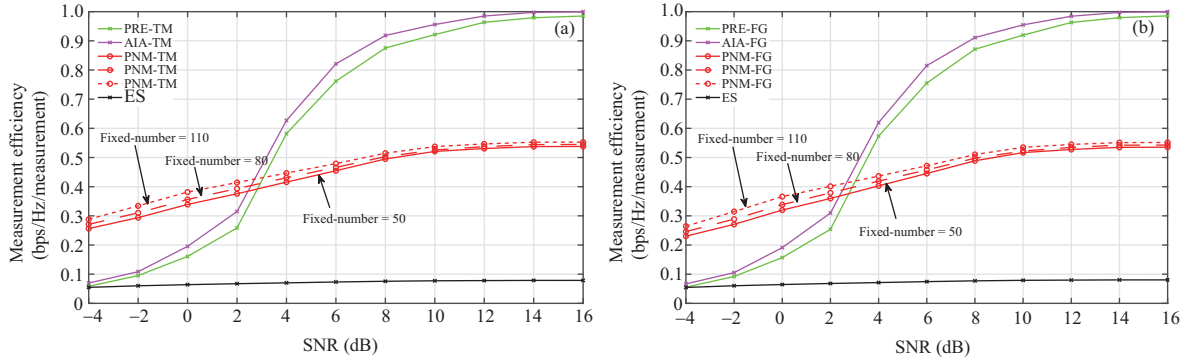 1.0
0.9
0.8
0.7
0.6
0.5
0.4
0.3
0.2
0.1
0
Measurement efficiency
(bps/Hz/measurement)
PRE-TM
AIA-TM
PNM-TM
PNM-TM
PNM-TM
ES
(a)
Fixed-number = 110
Fixed-number = 80
Fixed-number = 50
−4 −2 0 2 4 6 8 10 12 14 16
SNR (dB)
1.0
0.9
0.8
0.7
0.6
0.5
0.4
0.3
0.2
0.1
0
Measurement efficiency
(bps/Hz/measurement)
PRE-FG
AIA-FG
PNM-FG
PNM-FG
PNM-FG
ES
(b)
Fixed-number = 110
Fixed-number = 80
Fixed-number = 50
−4 −2 0 2 4 6 8 10 12 14 16
SNR (dB)